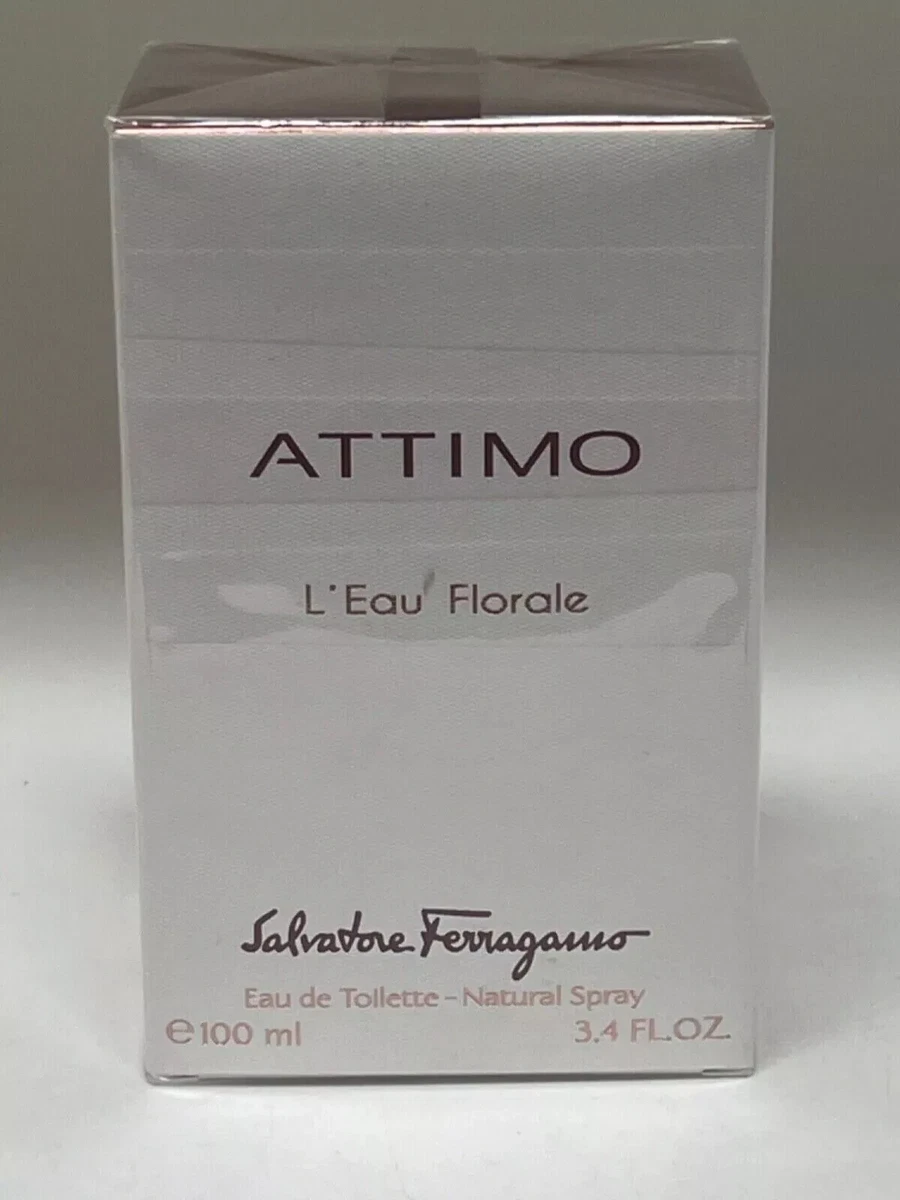 ATTIMO
L'Eau Florale
Salvatore Ferragamo
Eau de Toilette - Natural Spray
℮ 100 ml 3.4 FL.OZ.